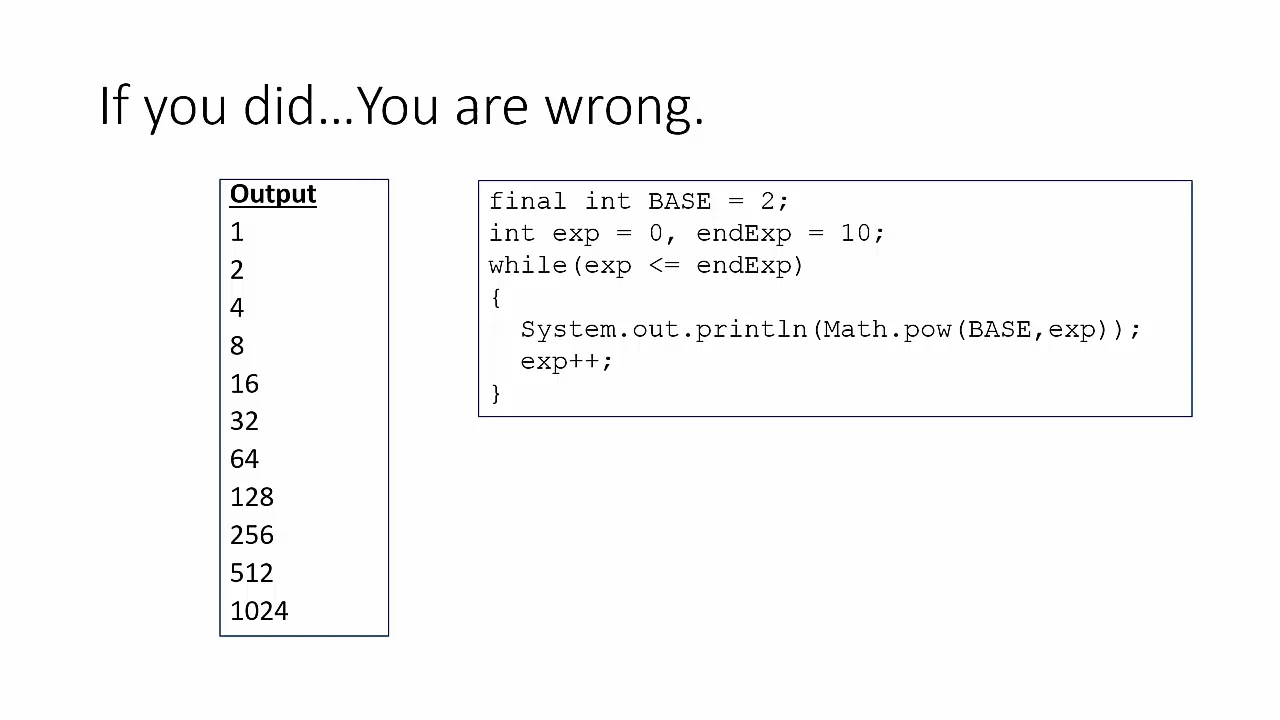 If you did...You are wrong.
Output
1
2
4
8
16
32
64
128
256
512
1024
final int BASE = 2;
int exp = 0, endExp = 10;
while(exp <= endExp)
{
  System.out.println(Math.pow(BASE,exp));
  exp++;
}